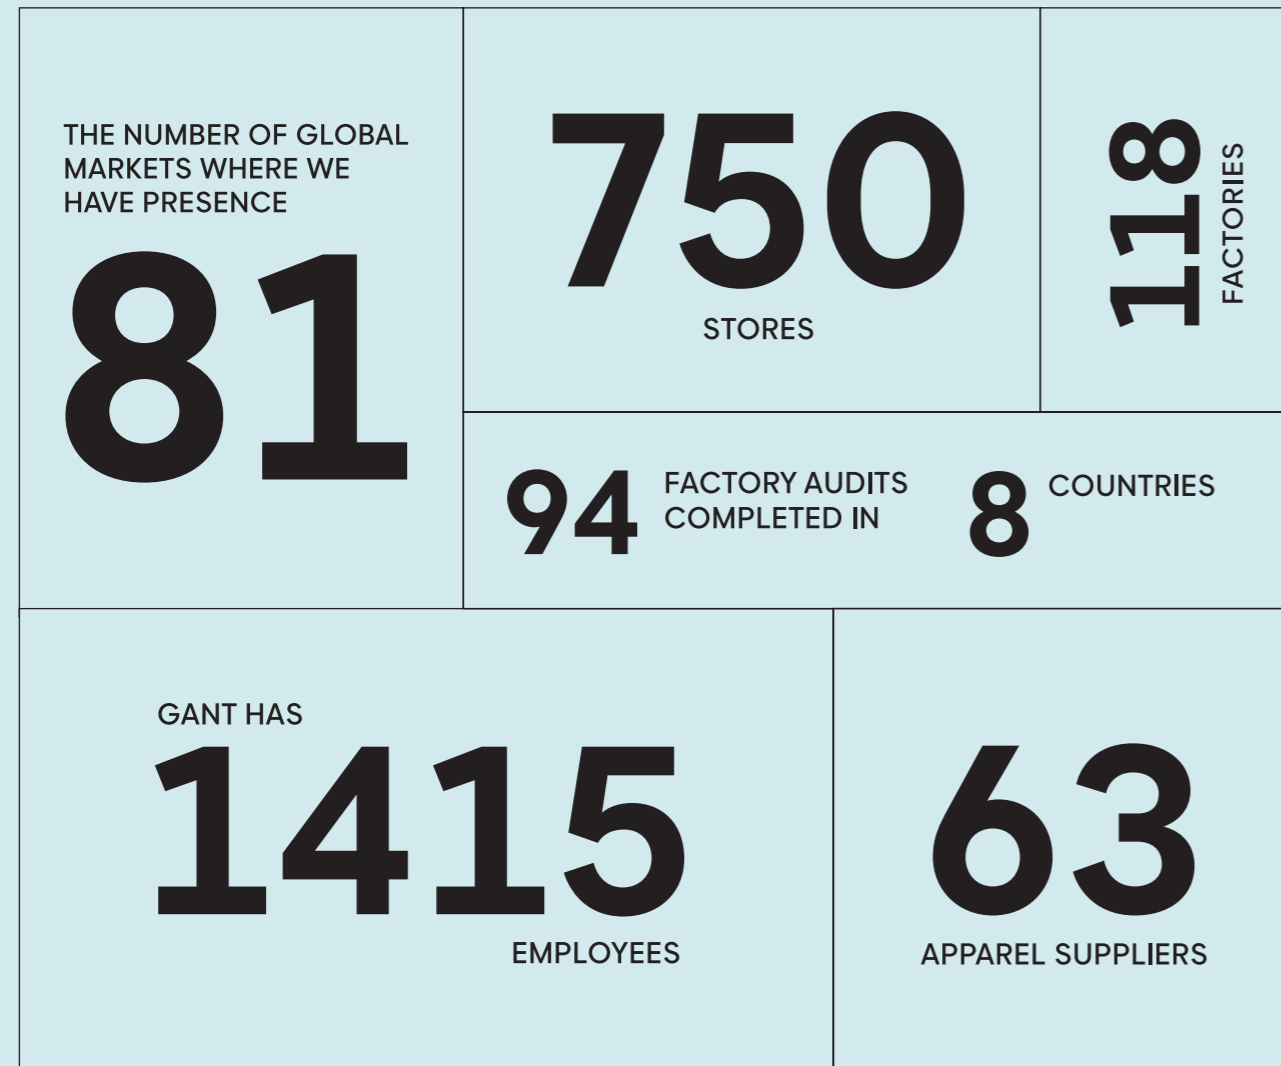 THE NUMBER OF GLOBAL
MARKETS WHERE WE
HAVE PRESENCE
81
750
STORES
118
FACTORIES
94
FACTORY AUDITS
COMPLETED IN
8
COUNTRIES
GANT HAS
1415
EMPLOYEES
63
APPAREL SUPPLIERS